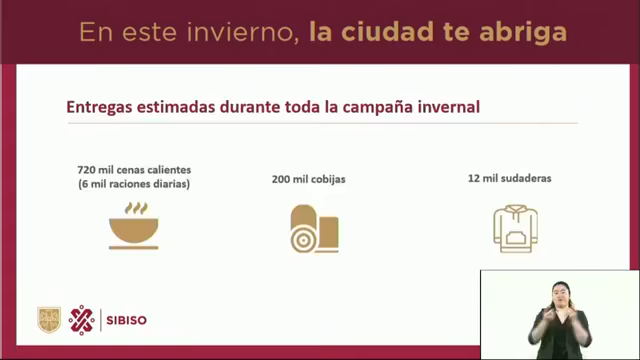 En este invierno, la ciudad te abriga
Entregas estimadas durante toda la campaña invernal
720 mil cenas calientes
(6 mil raciones diarias)
200 mil cobijas
12 mil sudaderas
SIBISO